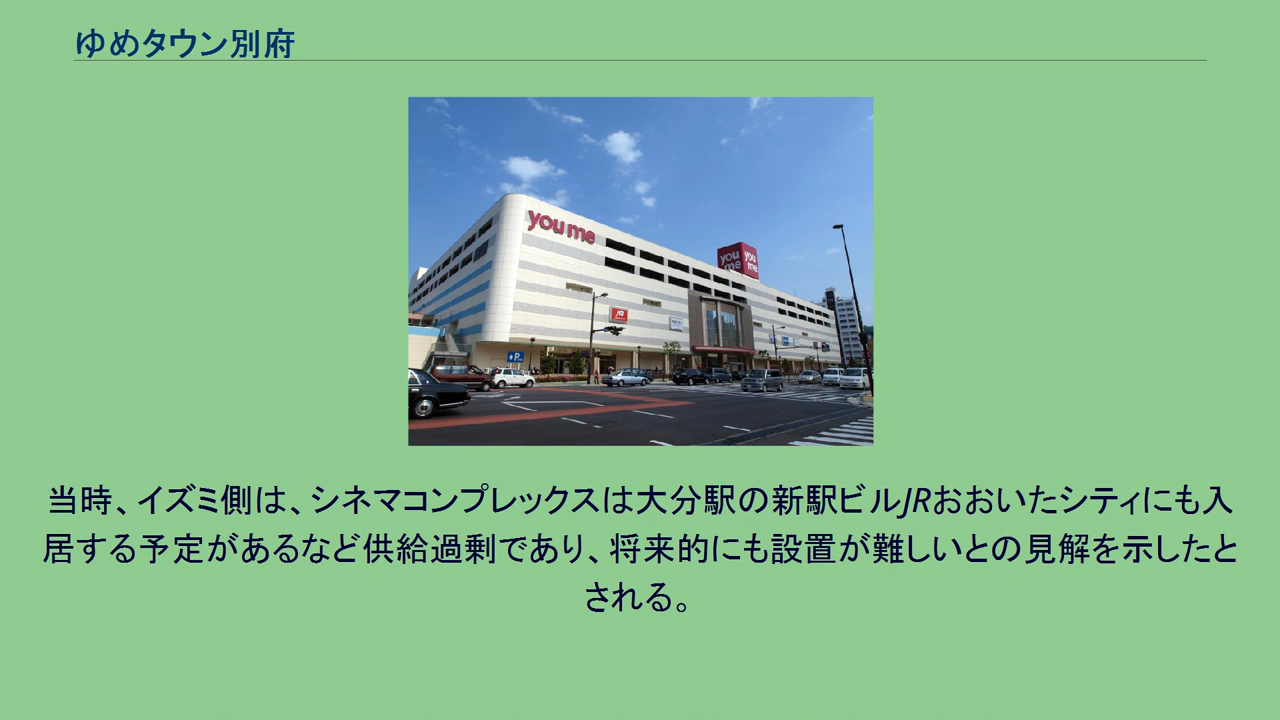 ゆめタウン別府
you me
you
me
you
me
P
当時、イズミ側は、シネマコンプレックスは大分駅の新駅ビルJRおおいたシティにも入
居する予定があるなど供給過剰であり、将来的にも設置が難しいとの見解を示したと
される。